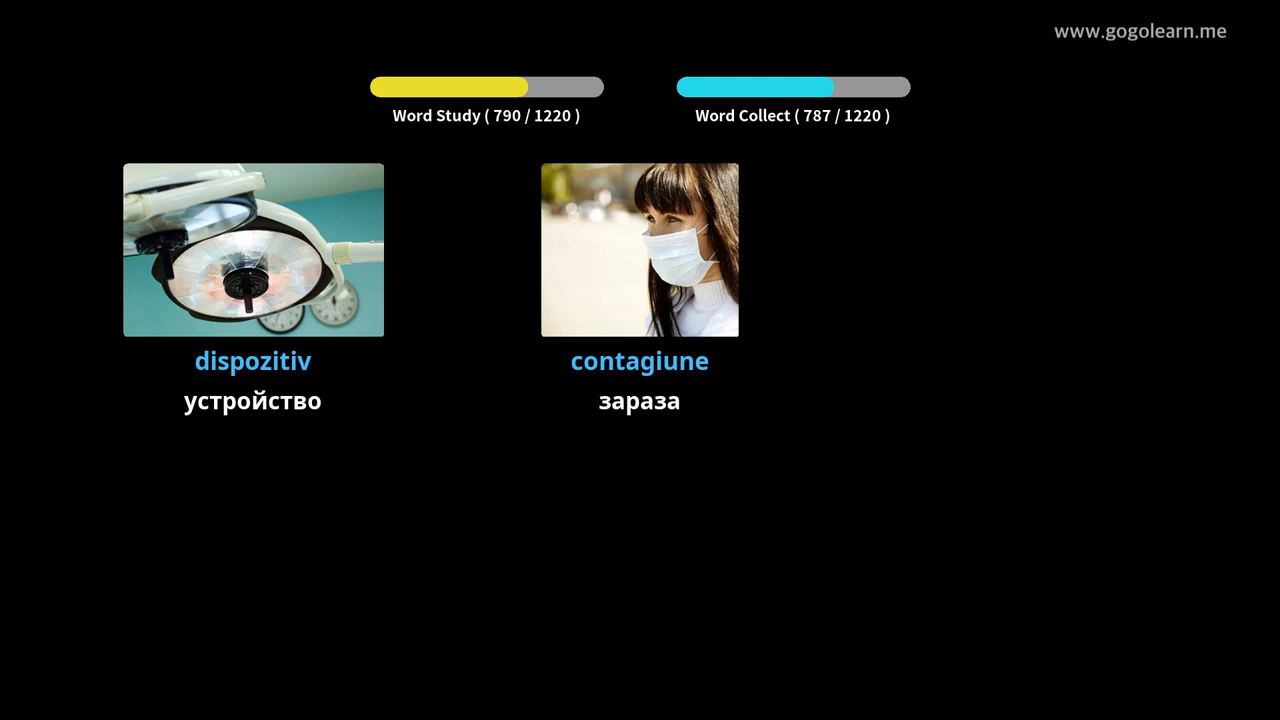 www.gogolearn.me
Word Study ( 790 / 1220 )
Word Collect ( 787 / 1220 )
dispozitiv
устройство
contagiune
зараза